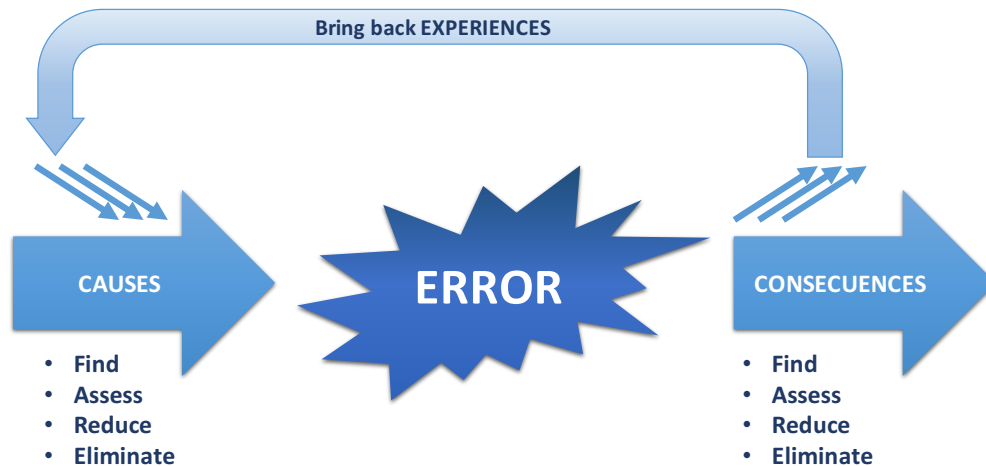 Bring back EXPERIENCES
CAUSES
ERROR
CONSECUENCES
• Find
• Assess
• Reduce
• Eliminate
• Find
• Assess
• Reduce
• Eliminate